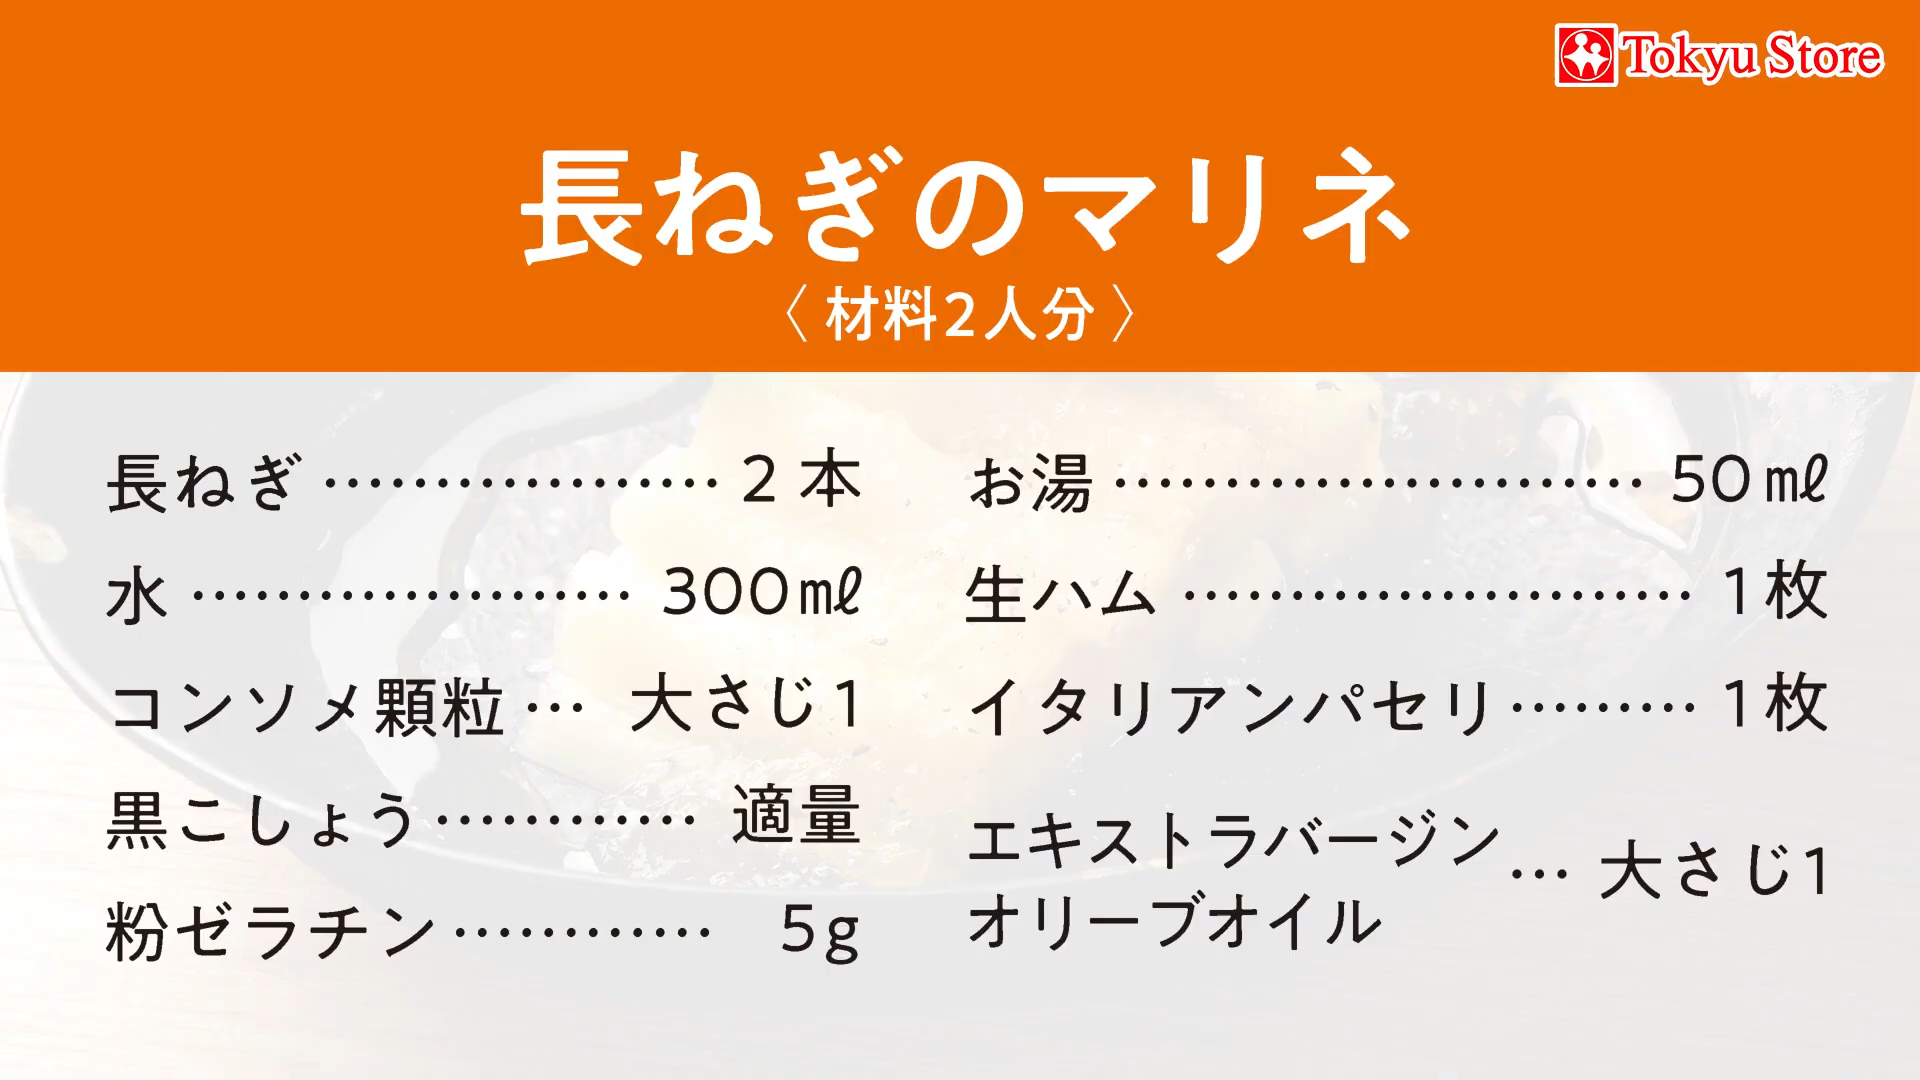 Tokyu Store
長ねぎのマリネ
〈材料2人分〉
長ねぎ……………… 2 本
水………………… 300㎖
コンソメ顆粒… 大さじ1
黒こしょう………… 適量
粉ゼラチン………… 5g
お湯…………………… 50㎖
生ハム………………… 1枚
イタリアンパセリ……… 1枚
エキストラバージン
オリーブオイル… 大さじ1